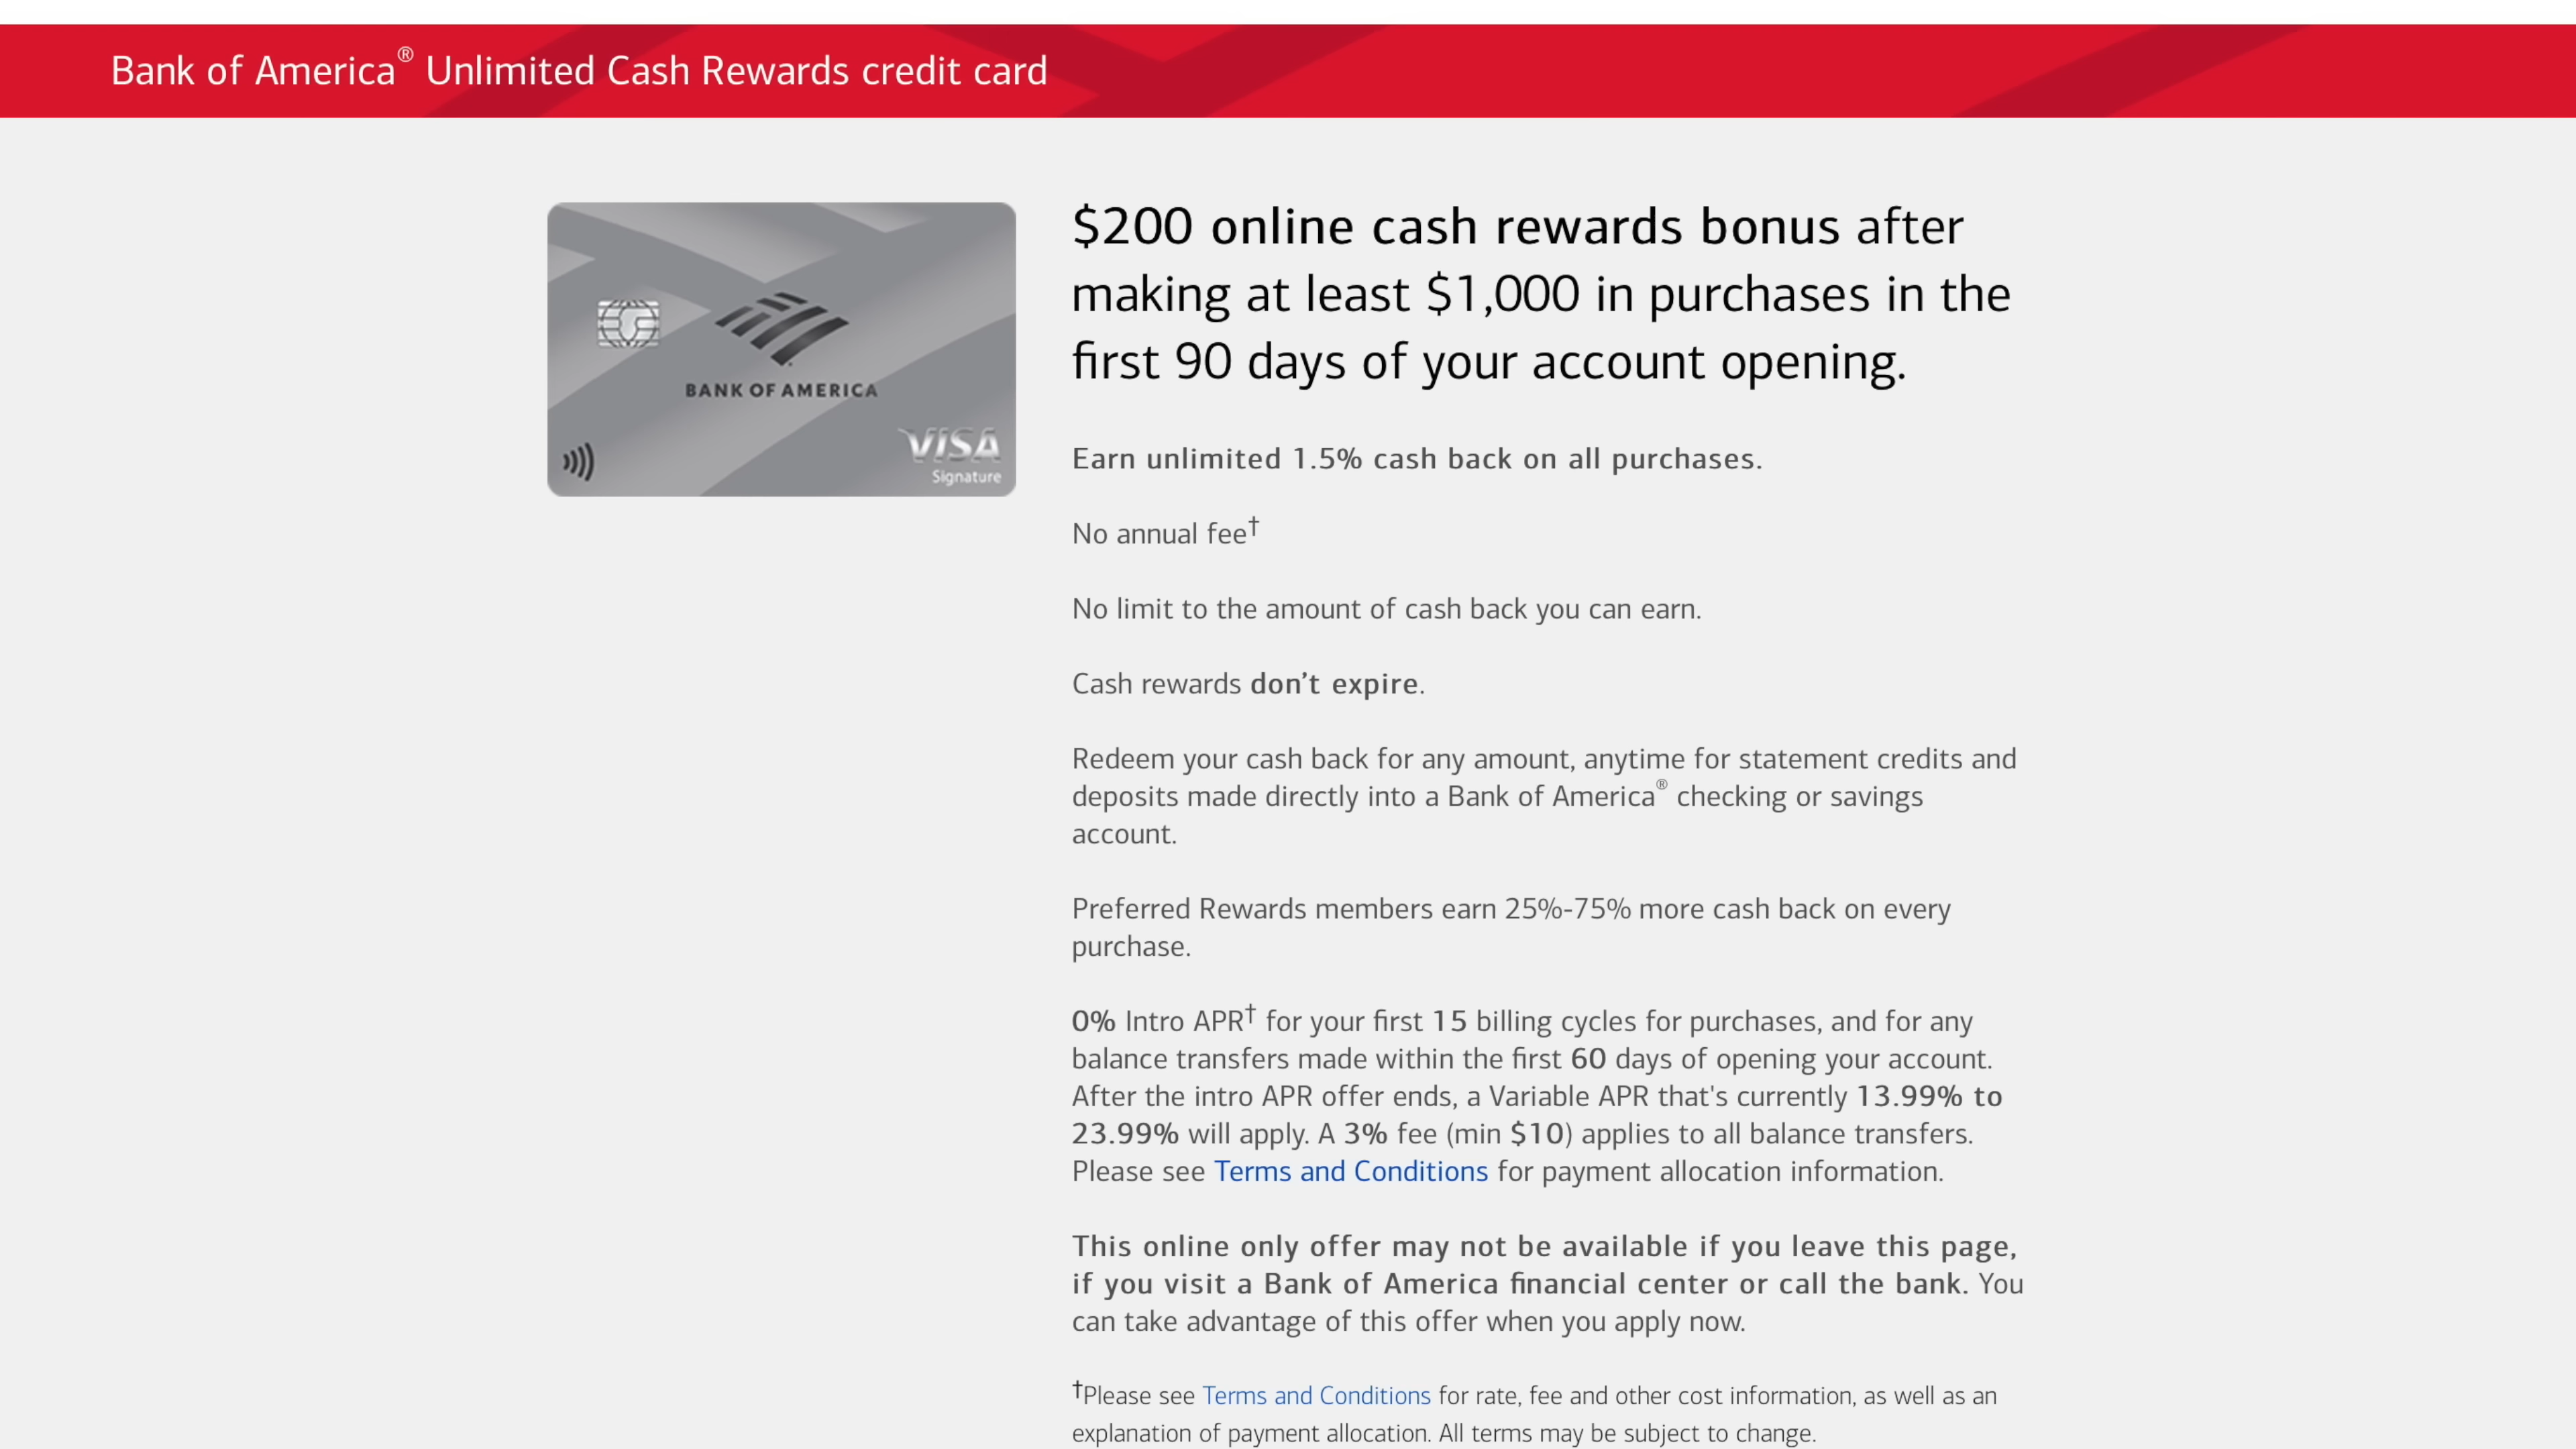 Bank of America® Unlimited Cash Rewards credit card
BANK OF AMERICA
VISA
Signature
$200 online cash rewards bonus after
making at least $1,000 in purchases in the
first 90 days of your account opening.
Earn unlimited 1.5% cash back on all purchases.
No annual fee†
No limit to the amount of cash back you can earn.
Cash rewards don’t expire.
Redeem your cash back for any amount, anytime for statement credits and
deposits made directly into a Bank of America® checking or savings
account.
Preferred Rewards members earn 25%-75% more cash back on every
purchase.
0% Intro APR† for your first 15 billing cycles for purchases, and for any
balance transfers made within the first 60 days of opening your account.
After the intro APR offer ends, a Variable APR that's currently 13.99% to
23.99% will apply. A 3% fee (min $10) applies to all balance transfers.
Please see Terms and Conditions for payment allocation information.
This online only offer may not be available if you leave this page,
if you visit a Bank of America financial center or call the bank. You
can take advantage of this offer when you apply now.
†Please see Terms and Conditions for rate, fee and other cost information, as well as an
explanation of payment allocation. All terms may be subject to change.